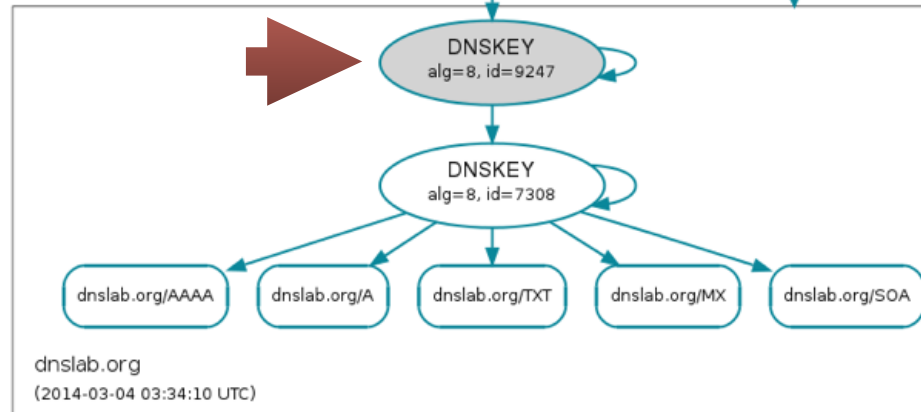 DNSKEY
alg=8, id=9247
DNSKEY
alg=8, id=7308
dnslab.org/AAAA
dnslab.org/A
dnslab.org/TXT
dnslab.org/MX
dnslab.org/SOA
dnslab.org
(2014-03-04 03:34:10 UTC)